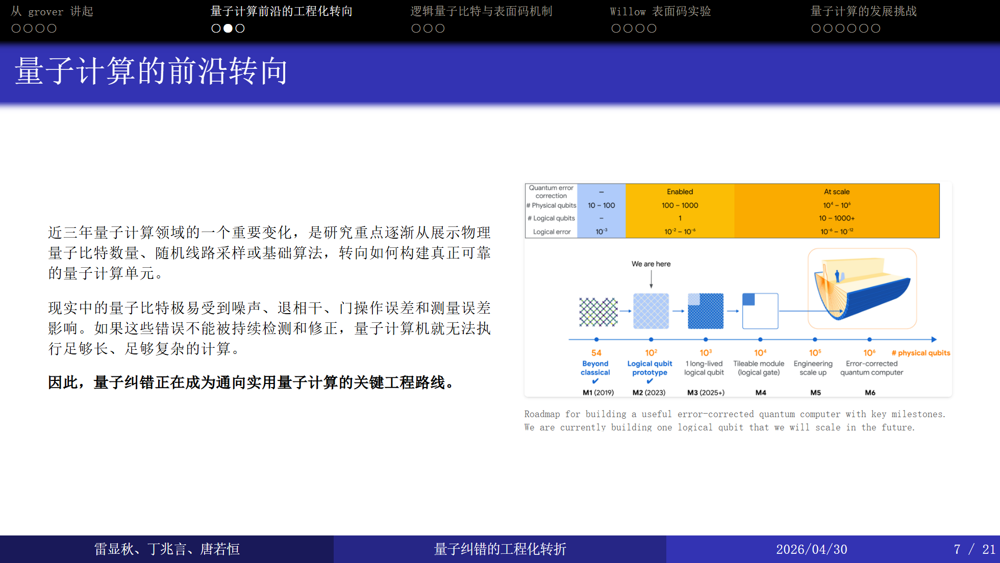 从 grover 讲起
量子计算前沿的工程化转向
逻辑量子比特与表面码机制
Willow 表面码实验
量子计算的发展挑战
量子计算的前沿转向
近三年量子计算领域的一个重要变化，是研究重点逐渐从展示物理
量子比特数量、随机线路采样或基础算法，转向如何构建真正可靠
的量子计算单元。
现实中的量子比特极易受到噪声、退相干、门操作误差和测量误差
影响。如果这些错误不能被持续检测和修正，量子计算机就无法执
行足够长、足够复杂的计算。
因此，量子纠错正在成为通向实用量子计算的关键工程路线。
Quantum error correction – Enabled At scale
# Physical qubits 10 – 100 100 – 1000 10⁴ – 10⁶
# Logical qubits – 1 10 – 1000+
Logical error 10⁻³ 10⁻² – 10⁻⁶ 10⁻⁶ – 10⁻¹²
We are here
54 10² 10³ 10⁴ 10⁵ 10⁶ # physical qubits
Beyond classical ✔
Logical qubit prototype ✔
1 long-lived logical qubit
Tileable module (logical gate)
Engineering scale up
Error-corrected quantum computer
M1 (2019) M2 (2023) M3 (2025+) M4 M5 M6
Roadmap for building a useful error-corrected quantum computer with key milestones.
We are currently building one logical qubit that we will scale in the future.
雷显秋、丁兆言、唐若恒
量子纠错的工程化转折
2026/04/30
7 / 21